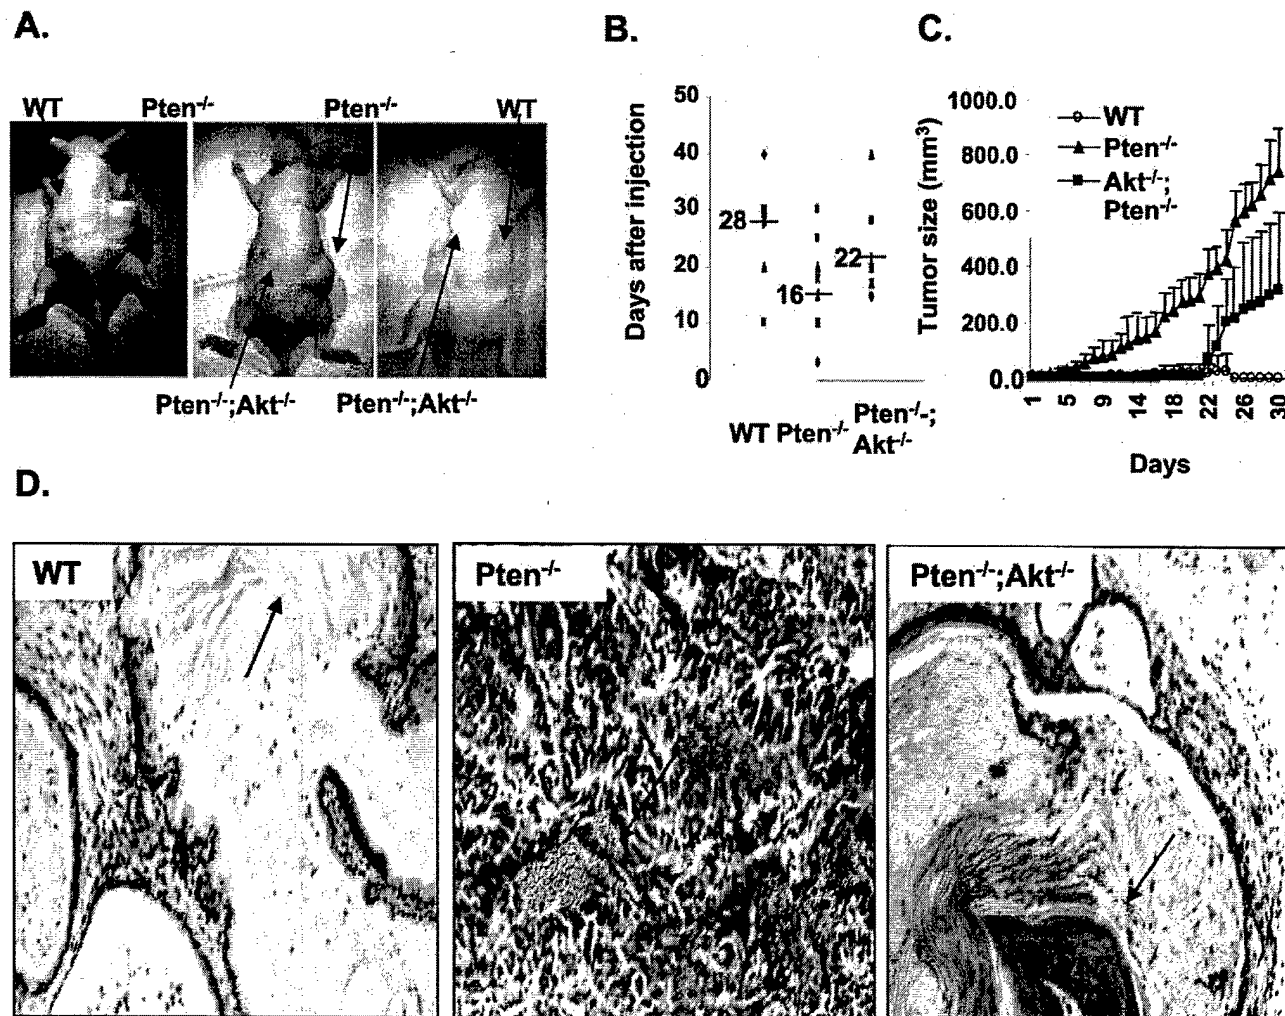 A.
WT Pten-/- Pten-/- WT
Pten-/-;Akt-/- Pten-/-;Akt-/-
B.
Days after injection
50
40
30
20
10
0
28
16
22
WT Pten-/- Pten-/-;
Akt-/-
C.
Tumor size (mm³)
1000.0
800.0
600.0
400.0
200.0
0.0
WT
Pten-/-
Akt-/-;
Pten-/-
1 5 9 14 18 22 26 30
Days
D.
WT
Pten-/-
Pten-/-;Akt-/-